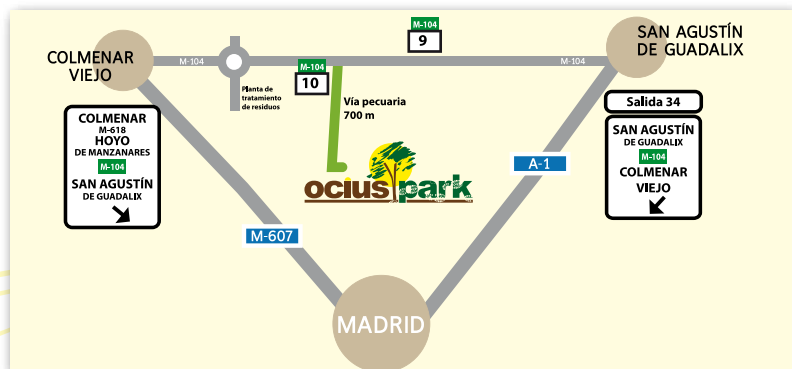 COLMENAR
VIEJO
M-104
M-104
9
M-104
SAN AGUSTÍN
DE GUADALIX
M-104
10
Planta de
tratamiento
de residuos
Vía pecuaria
700 m
COLMENAR
M-618
HOYO
DE MANZANARES
M-104
SAN AGUSTÍN
DE GUADALIX
ocius park
A-1
Salida 34
SAN AGUSTÍN
DE GUADALIX
M-104
COLMENAR
VIEJO
M-607
MADRID